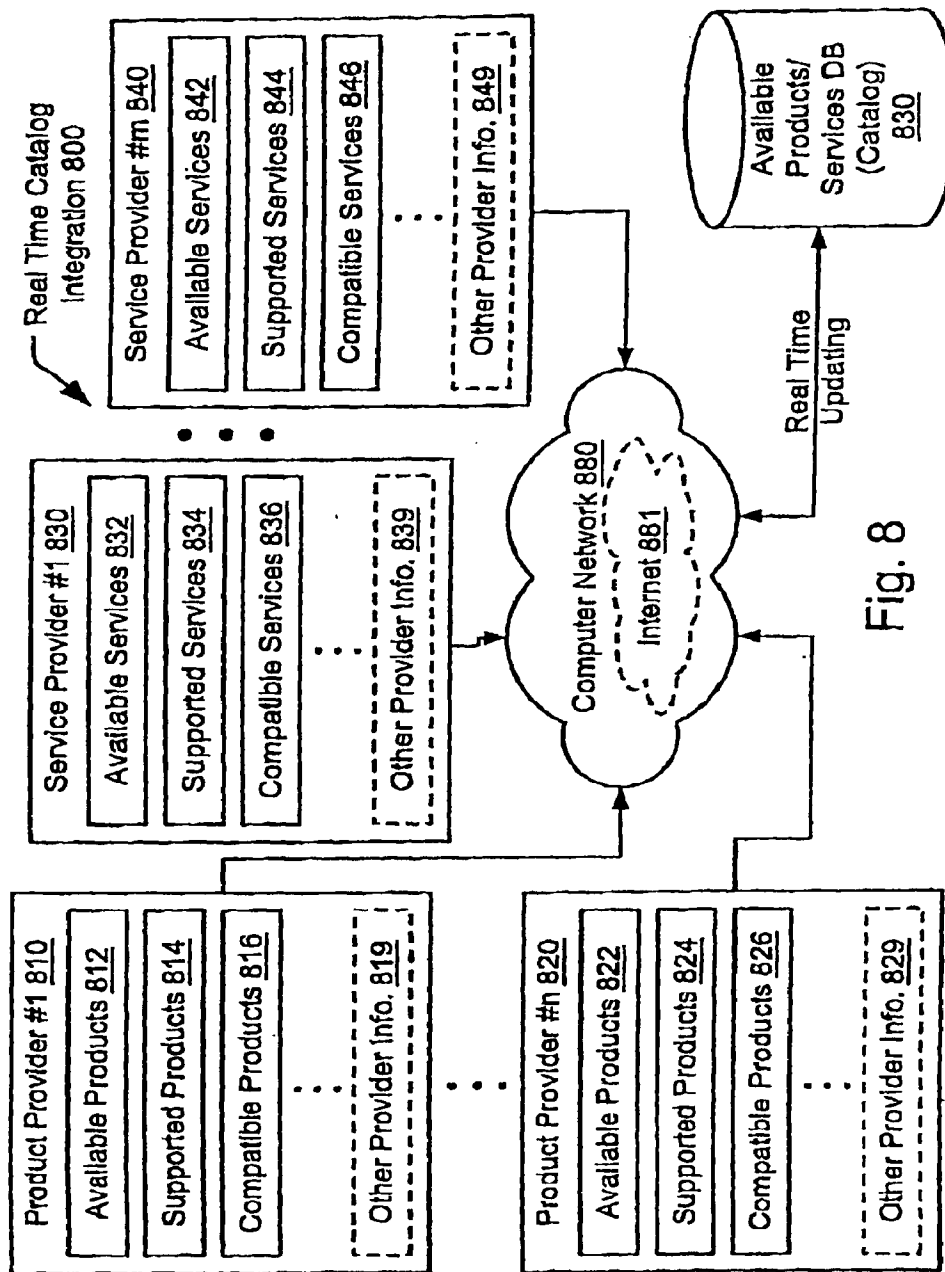 Real Time Catalog
Integration 800
Product Provider #1 810
Available Products 812
Supported Products 814
Compatible Products 816
Other Provider Info. 819
Product Provider #n 820
Available Products 822
Supported Products 824
Compatible Products 826
Other Provider Info. 829
Service Provider #1 830
Available Services 832
Supported Services 834
Compatible Services 836
Other Provider Info. 839
Service Provider #m 840
Available Services 842
Supported Services 844
Compatible Services 846
Other Provider Info. 849
Computer Network 880
Internet 881
Real Time
Updating
Available
Products/
Services DB
(Catalog)
830
Fig. 8